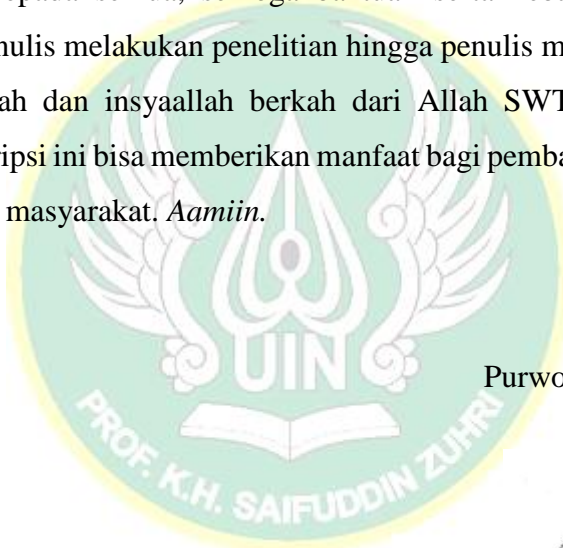 nulis melakukan penelitian hingga penulis m
ah dan insyaallah berkah dari Allah SWT
ripsi ini bisa memberikan manfaat bagi pemba
masyarakat. Aamiin.
UIN
Purwo
PROF. K.H. SAIFUDDIN ZUHRI